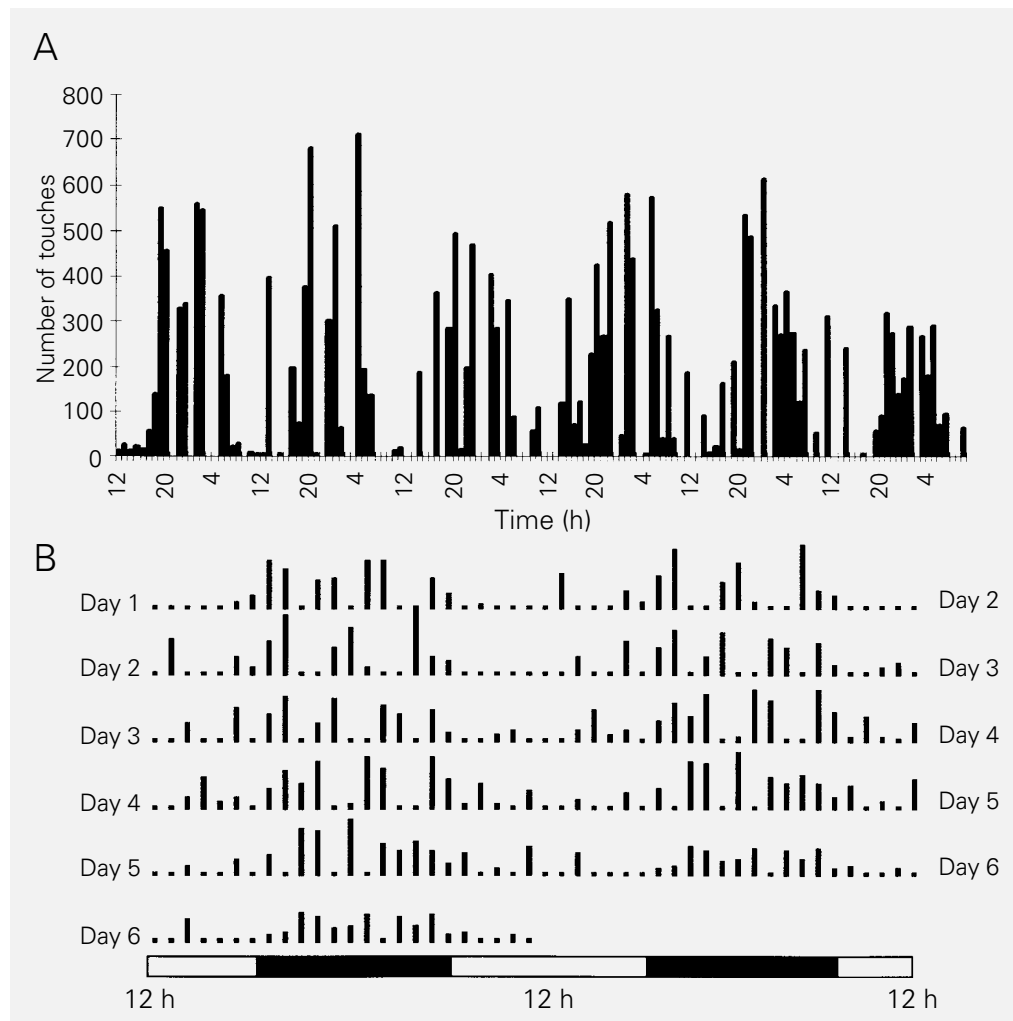 A
800
700
600
500
400
300
200
100
0
Number of touches
12 20 4 12 20 4 12 20 4 12 20 4 12 20 4 12 20 4
Time (h)
B
Day 1 Day 2
Day 2 Day 3
Day 3 Day 4
Day 4 Day 5
Day 5 Day 6
Day 6
12 h 12 h 12 h